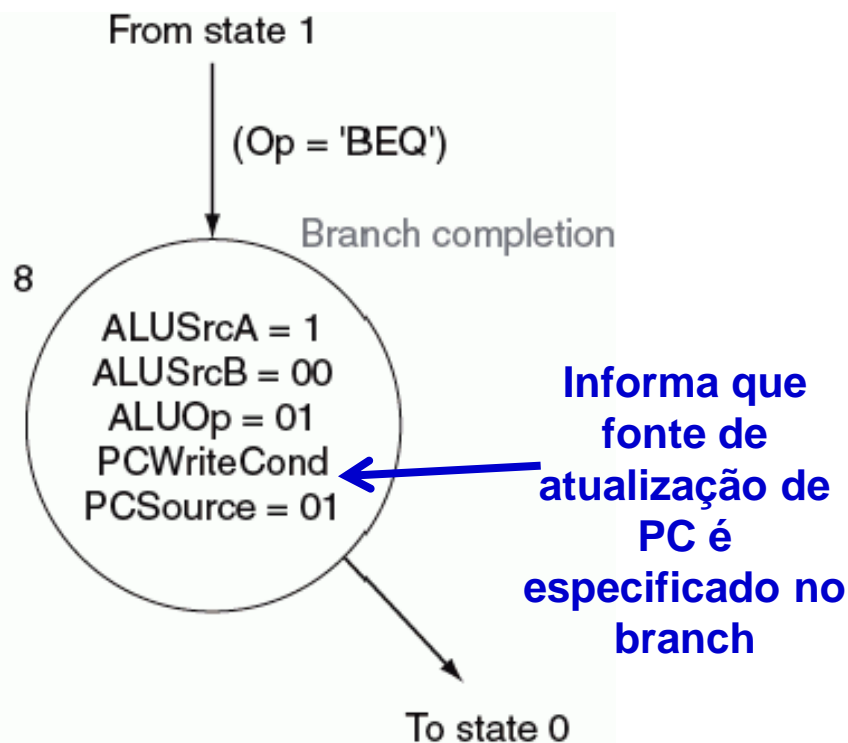 From state 1
(Op = 'BEQ')
Branch completion
8
ALUSrcA = 1
ALUSrcB = 00
ALUOp = 01
PCWriteCond
PCSource = 01
Informa que
fonte de
atualização de
PC é
especificado no
branch
To state 0